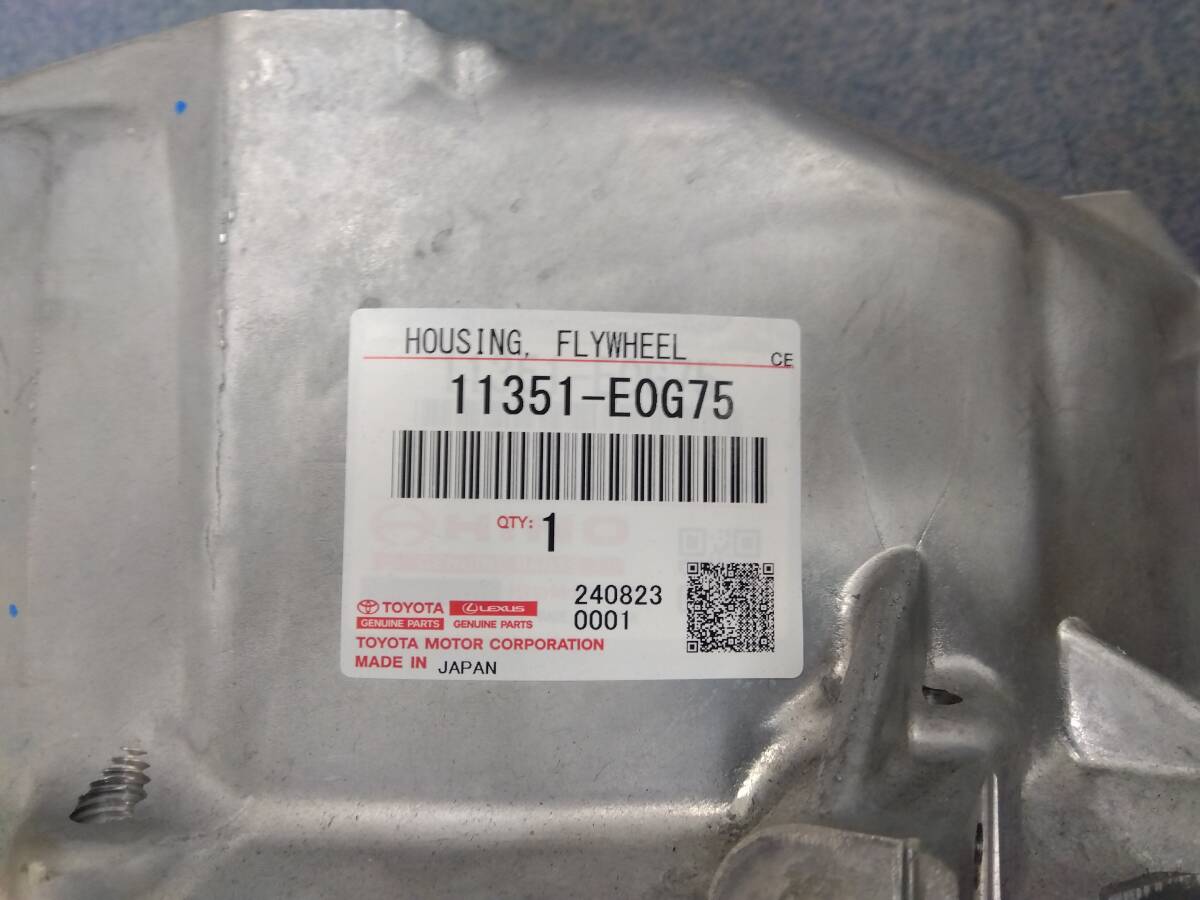 HOUSING, FLYWHEEL
CE
11351-E0G75
QTY: 1
240823
0001
TOYOTA LEXUS
GENUINE PARTS GENUINE PARTS
TOYOTA MOTOR CORPORATION
MADE IN JAPAN
HINO